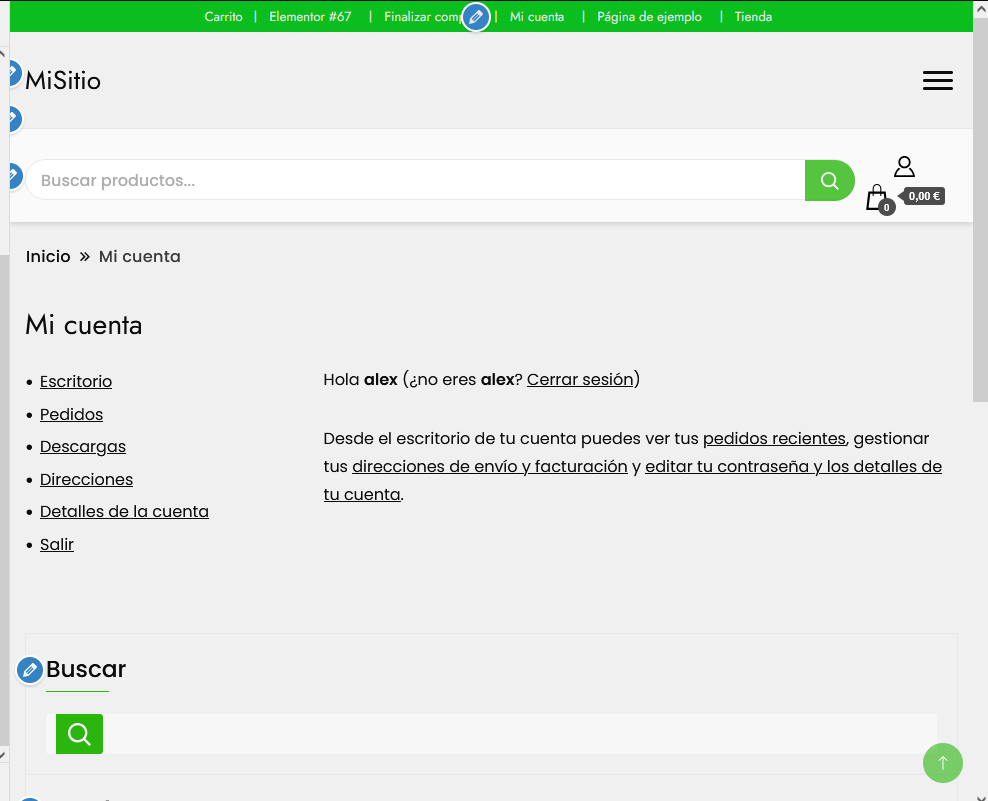 Carrito | Elementor #67 | Finalizar comp | Mi cuenta | Página de ejemplo | Tienda
MiSitio
Buscar productos...
0,00 €
0
Inicio » Mi cuenta
Mi cuenta
• Escritorio
• Pedidos
• Descargas
• Direcciones
• Detalles de la cuenta
• Salir
Hola alex (¿no eres alex? Cerrar sesión)
Desde el escritorio de tu cuenta puedes ver tus pedidos recientes, gestionar
tus direcciones de envío y facturación y editar tu contraseña y los detalles de
tu cuenta.
Buscar